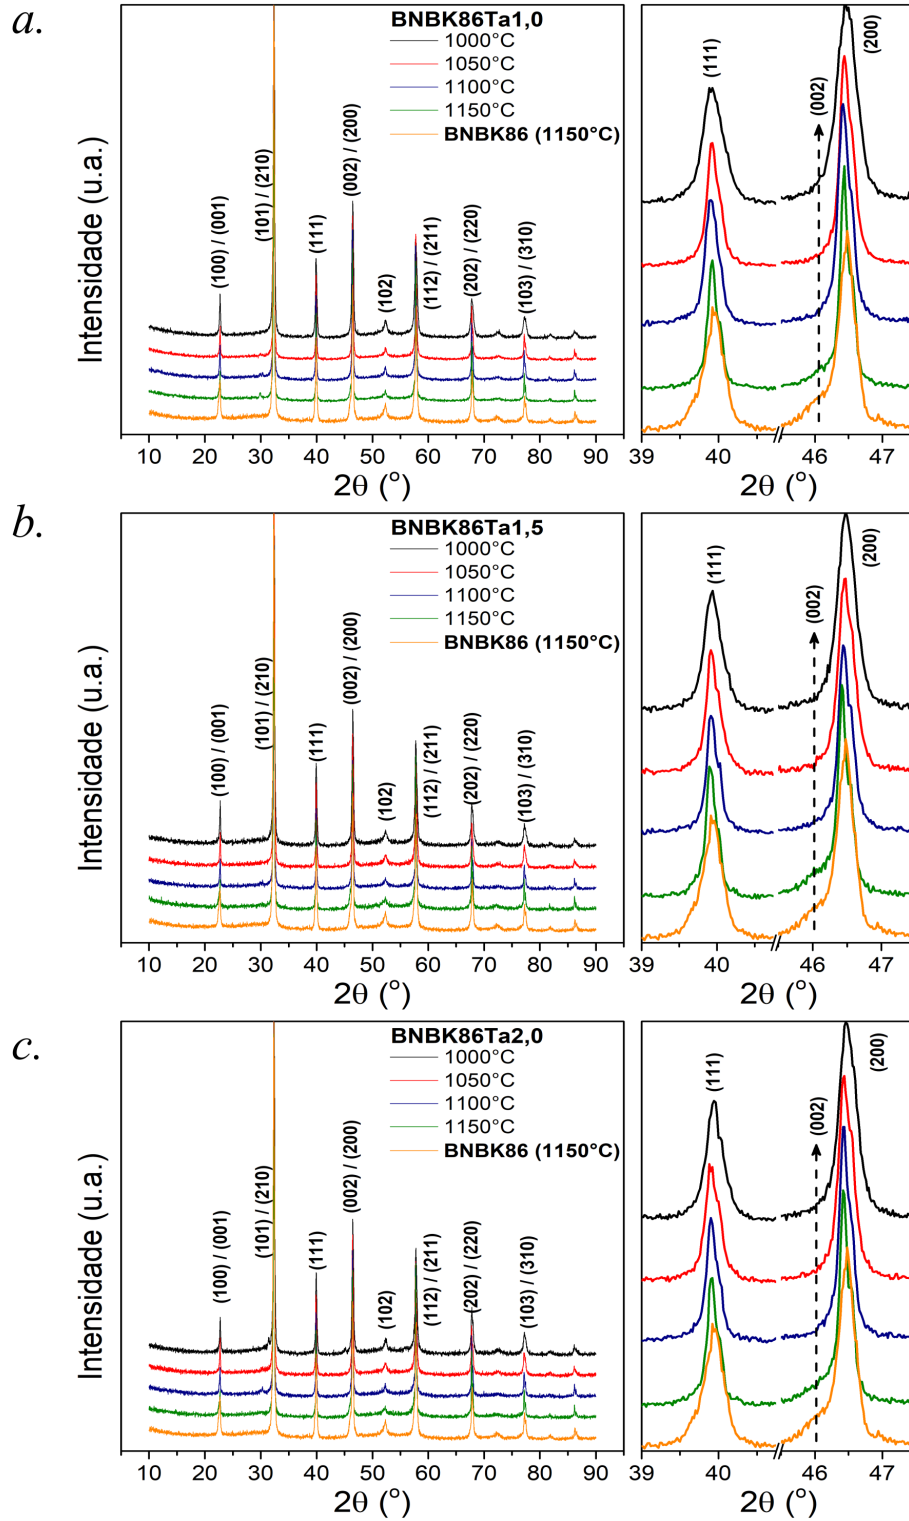 a.
BNBK86Ta1,0
1000°C
1050°C
1100°C
1150°C
BNBK86 (1150°C)
Intensidade (u.a.)
(100) / (001)
(101) / (210)
(111)
(002) / (200)
(102)
(112) / (211)
(202) / (220)
(103) / (310)
10 20 30 40 50 60 70 80 90
2θ (°)
(111)
(002)
(200)
39 40 46 47
2θ (°)
b.
BNBK86Ta1,5
1000°C
1050°C
1100°C
1150°C
BNBK86 (1150°C)
Intensidade (u.a.)
(100) / (001)
(101) / (210)
(111)
(002) / (200)
(102)
(112) / (211)
(202) / (220)
(103) / (310)
10 20 30 40 50 60 70 80 90
2θ (°)
(111)
(002)
(200)
39 40 46 47
2θ (°)
c.
BNBK86Ta2,0
1000°C
1050°C
1100°C
1150°C
BNBK86 (1150°C)
Intensidade (u.a.)
(100) / (001)
(101) / (210)
(111)
(002) / (200)
(102)
(112) / (211)
(202) / (220)
(103) / (310)
10 20 30 40 50 60 70 80 90
2θ (°)
(111)
(002)
(200)
39 40 46 47
2θ (°)